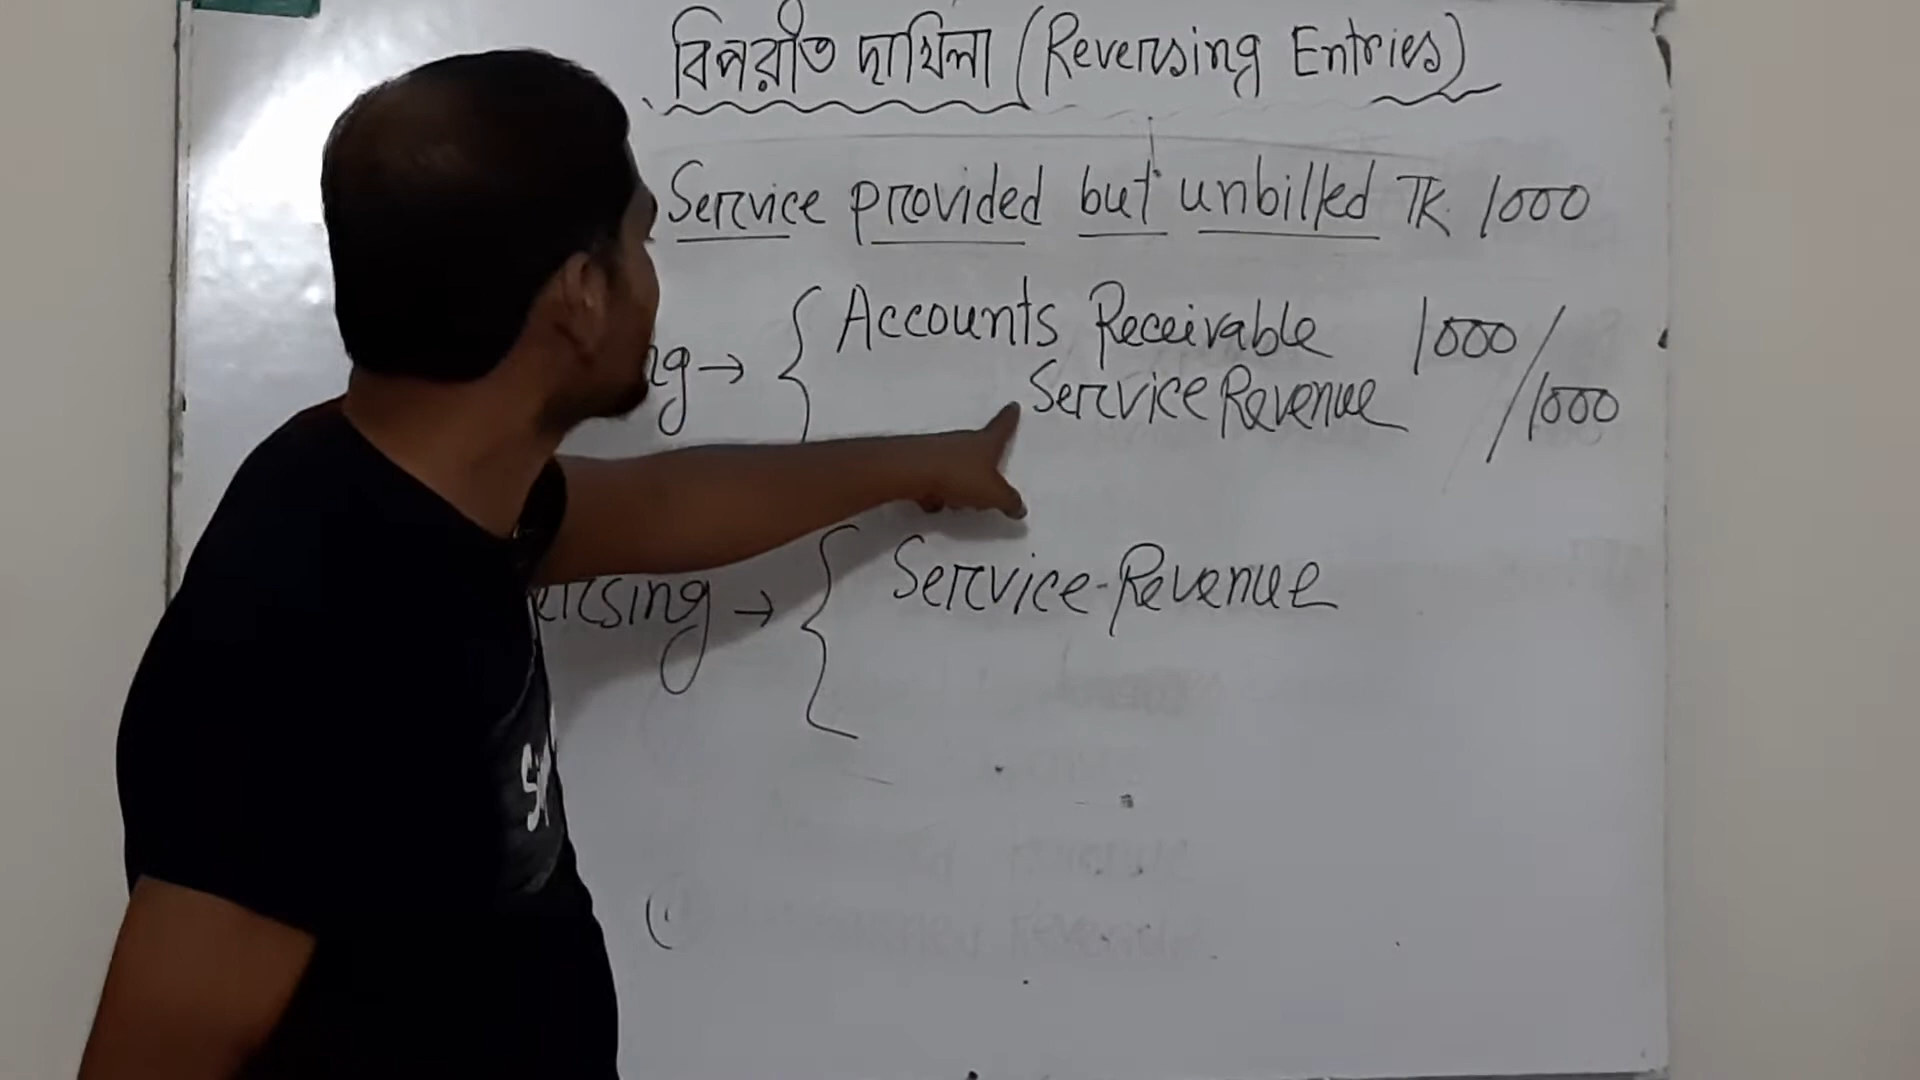 বিপরীত দাখিলা (Reversing Entries)
Service provided but unbilled TK. 1000
→ { Accounts Receivable 1000/
Service Revenue /1000
→ { Service-Revenue